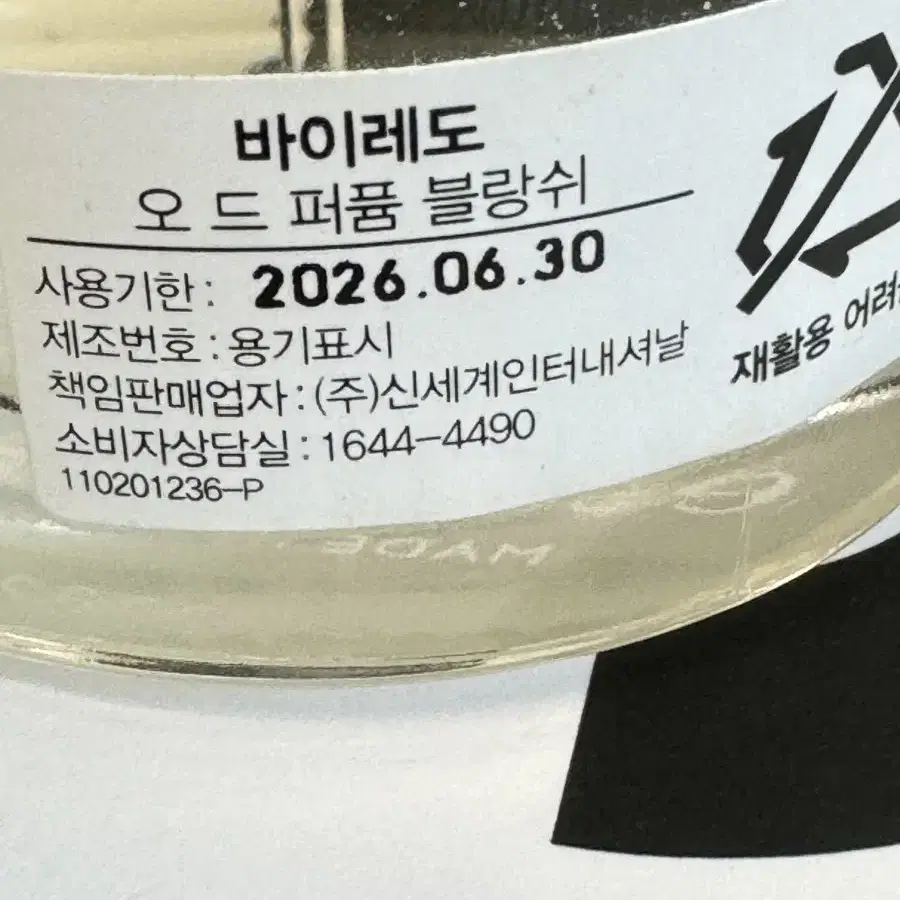 바이레도
오 드 퍼퓸 블랑쉬
사용기한: 2026.06.30
제조번호:용기표시
책임판매업자:(주)신세계인터내셔날
소비자상담실:1644-4490
110201236-P
재활용